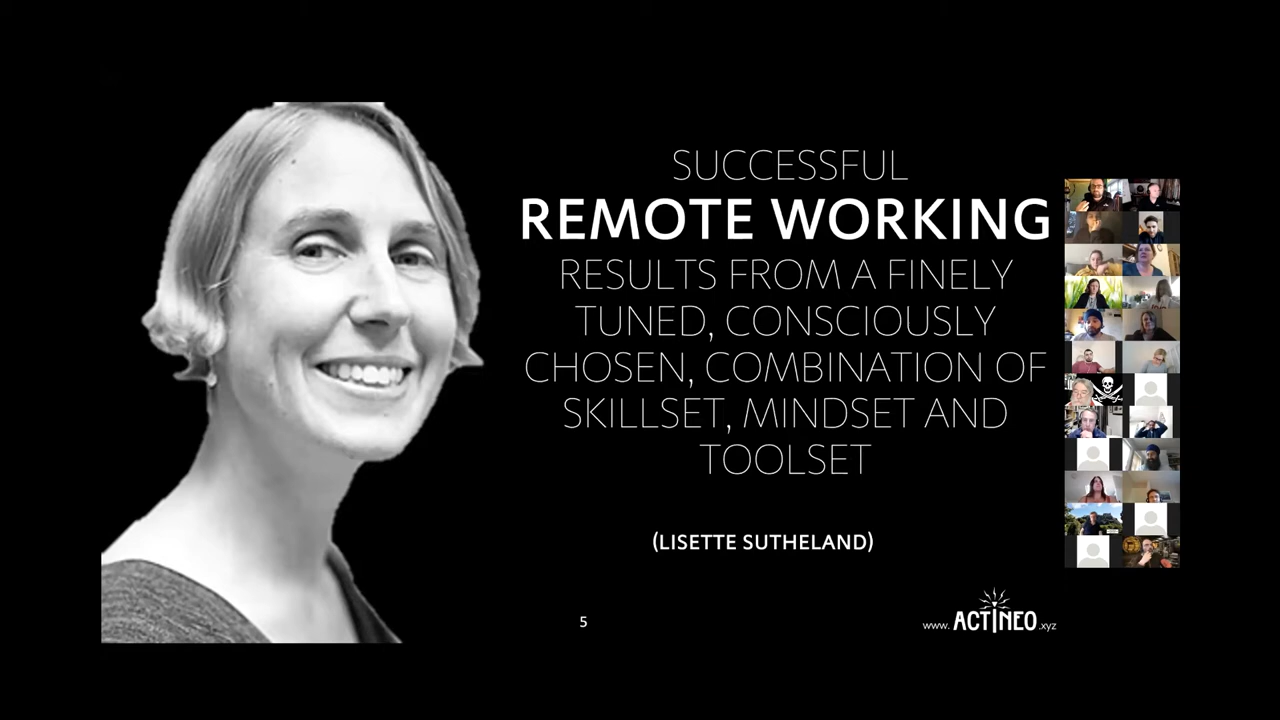 SUCCESSFUL
REMOTE WORKING
RESULTS FROM A FINELY
TUNED, CONSCIOUSLY
CHOSEN, COMBINATION OF
SKILLSET, MINDSET AND
TOOLSET
(LISETTE SUTHELAND)
5
www. ACTINEO .xyz